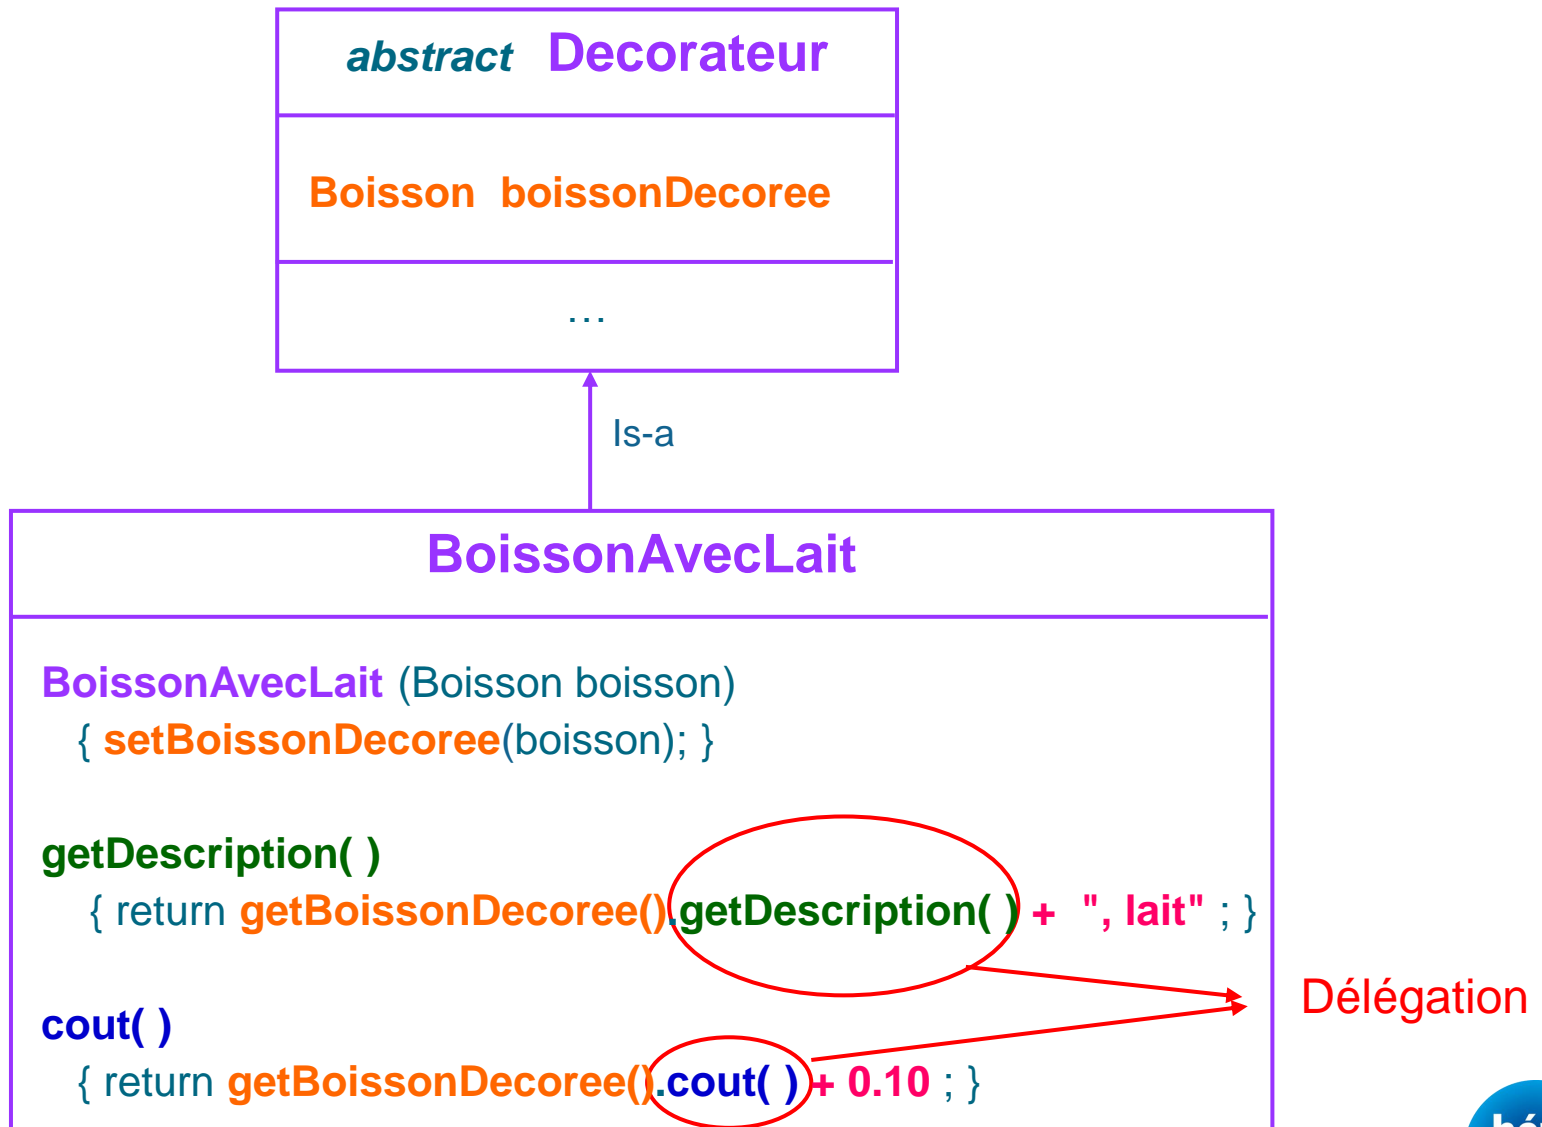 abstract Decorateur
Boisson boissonDecoree
…
Is-a
BoissonAvecLait
BoissonAvecLait (Boisson boisson)
{ setBoissonDecoree(boisson); }
getDescription( )
{ return getBoissonDecoree().getDescription( ) + ", lait" ; }
Délégation
cout( )
{ return getBoissonDecoree().cout( ) + 0.10 ; }